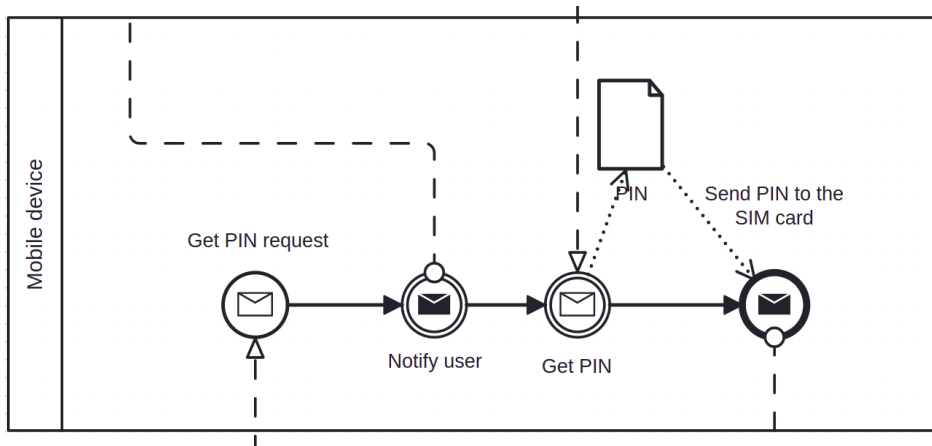 Mobile device
PIN
Send PIN to the
SIM card
Get PIN request
Notify user
Get PIN